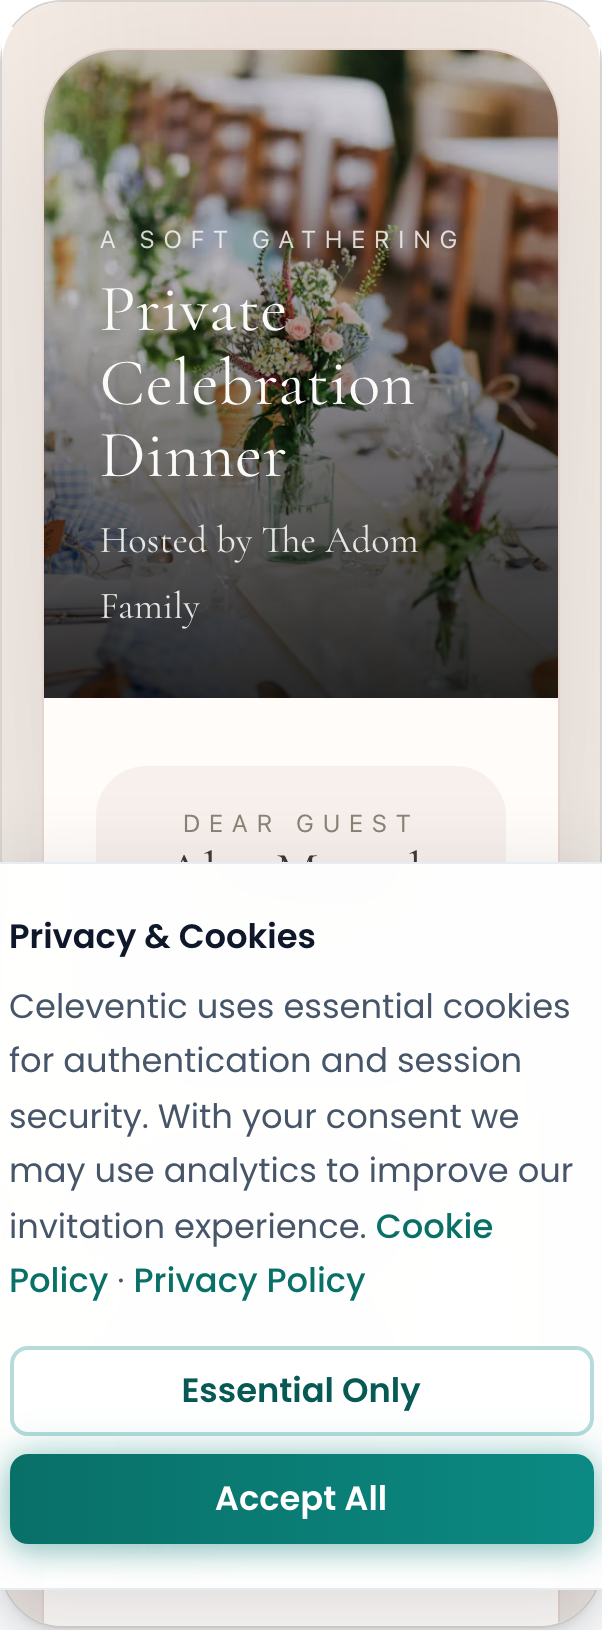 A SOFT GATHERING
Private
Celebration
Dinner
Hosted by The Adom
Family
DEAR GUEST
Privacy & Cookies
Celeventic uses essential cookies
for authentication and session
security. With your consent we
may use analytics to improve our
invitation experience. Cookie
Policy · Privacy Policy
Essential Only
Accept All